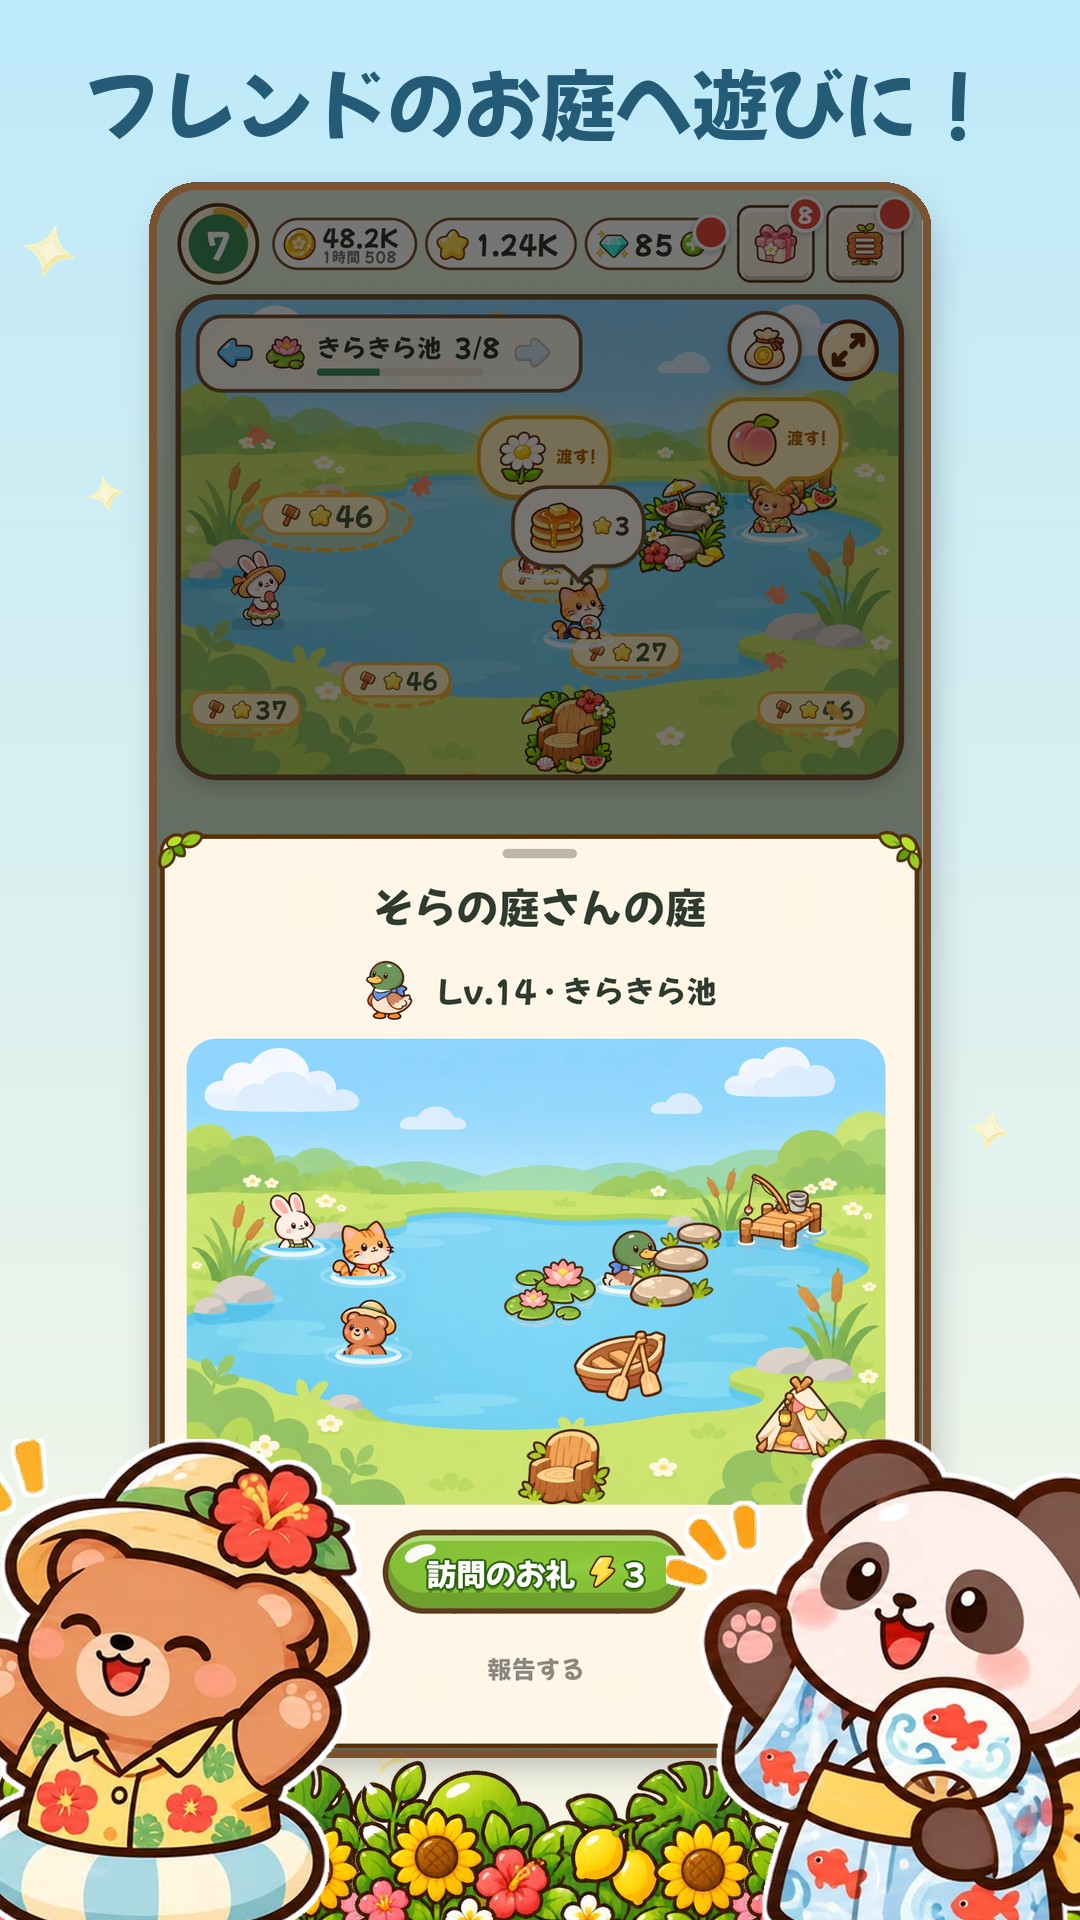 フレンドのお庭へ遊びに！
7
48.2K
1時間 508
1.24K
85
8
きらきら池 3/8
渡す!
渡す!
46
3
27
46
37
46
そらの庭さんの庭
Lv.14・きらきら池
訪問のお礼 3
報告する